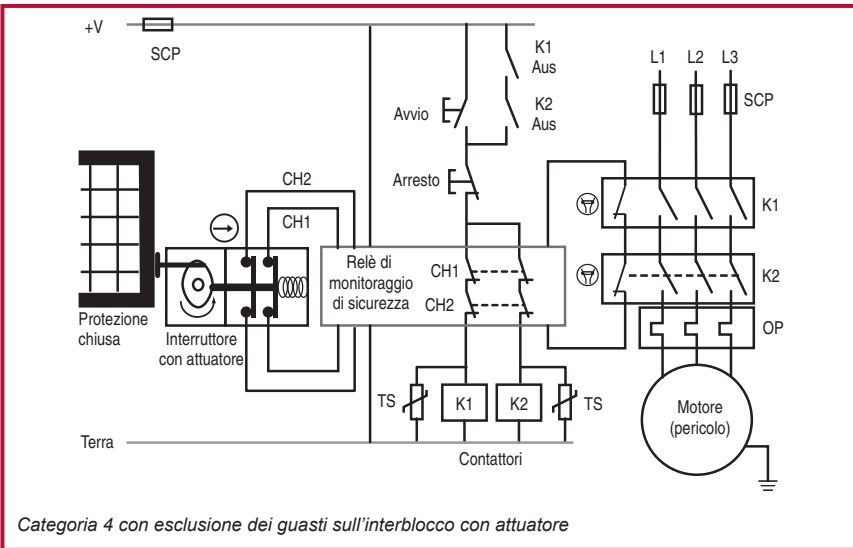 +V
SCP
K1
Aus
K2
Aus
Avvio
Arresto
L1 L2 L3
SCP
CH2
CH1
K1
K2
OP
Relè di
monitoraggio
di sicurezza
CH1
CH2
Protezione
chiusa
Interruttore
con attuatore
TS
K1
K2
TS
Motore
(pericolo)
Terra
Contattori
Categoria 4 con esclusione dei guasti sull'interblocco con attuatore